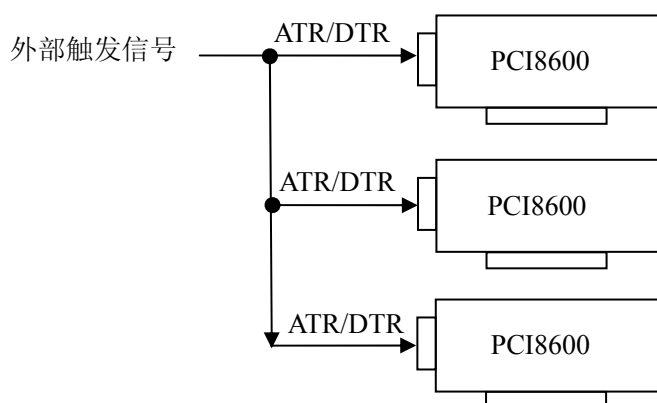 外部触发信号
ATR/DTR
PCI8600
ATR/DTR
PCI8600
ATR/DTR
PCI8600